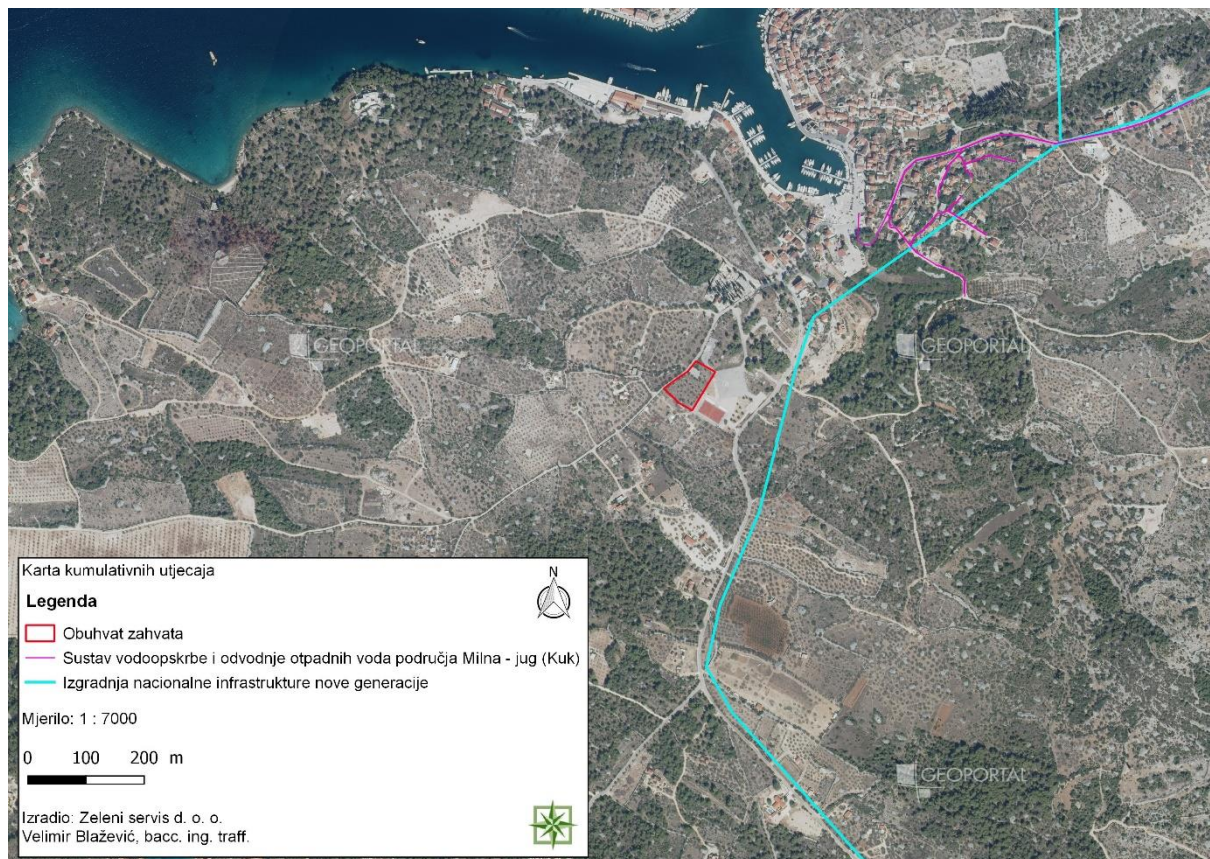 GEOPORTAL
GEOPORTAL
GEOPORTAL
Karta kumulativnih utjecaja
N
Legenda
Obuhvat zahvata
Sustav vodoopskrbe i odvodnje otpadnih voda područja Milna - jug (Kuk)
Izgradnja nacionalne infrastrukture nove generacije
Mjerilo: 1 : 7000
0 100 200 m
Izradio: Zeleni servis d. o. o.
Velimir Blažević, bacc. ing. traff.